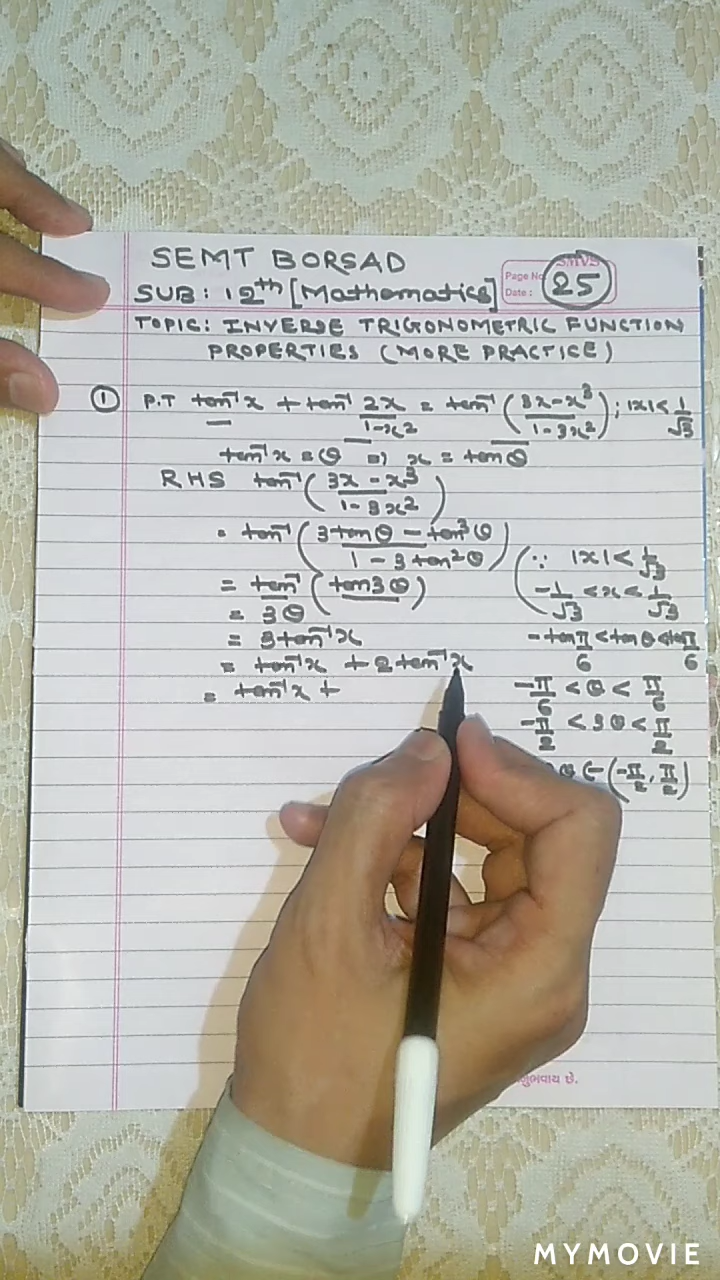 SEMT BORSAD
SMVS
Page No
Date :
25
SUB : 12th [Mathematics]
TOPIC: INVERSE TRIGONOMETRIC FUNCTION
PROPERTIES (MORE PRACTICE)
① P.T tan⁻¹x + tan⁻¹ 2x/1-x² = tan⁻¹ (3x-x³/1-3x²) ; |x| < 1/√3
tan⁻¹x = θ ⇒ x = tanθ
RHS tan⁻¹ (3x - x³/1-3x²)
= tan⁻¹ (3tanθ - tan³θ/1 - 3tan²θ)
= tan⁻¹ (tan3θ)
= 3θ
= 3tan⁻¹x
= tan⁻¹x + 2tan⁻¹x
= tan⁻¹x +
(∵ |x| < 1/√3
-1/√3 < x < 1/√3
-tan π/6 < tan θ < tan π/6
-π/6 < θ < π/6
-π/2 < 3θ < π/2
θ ∈ (-π/2, π/2)
છે.
MYMOVIE